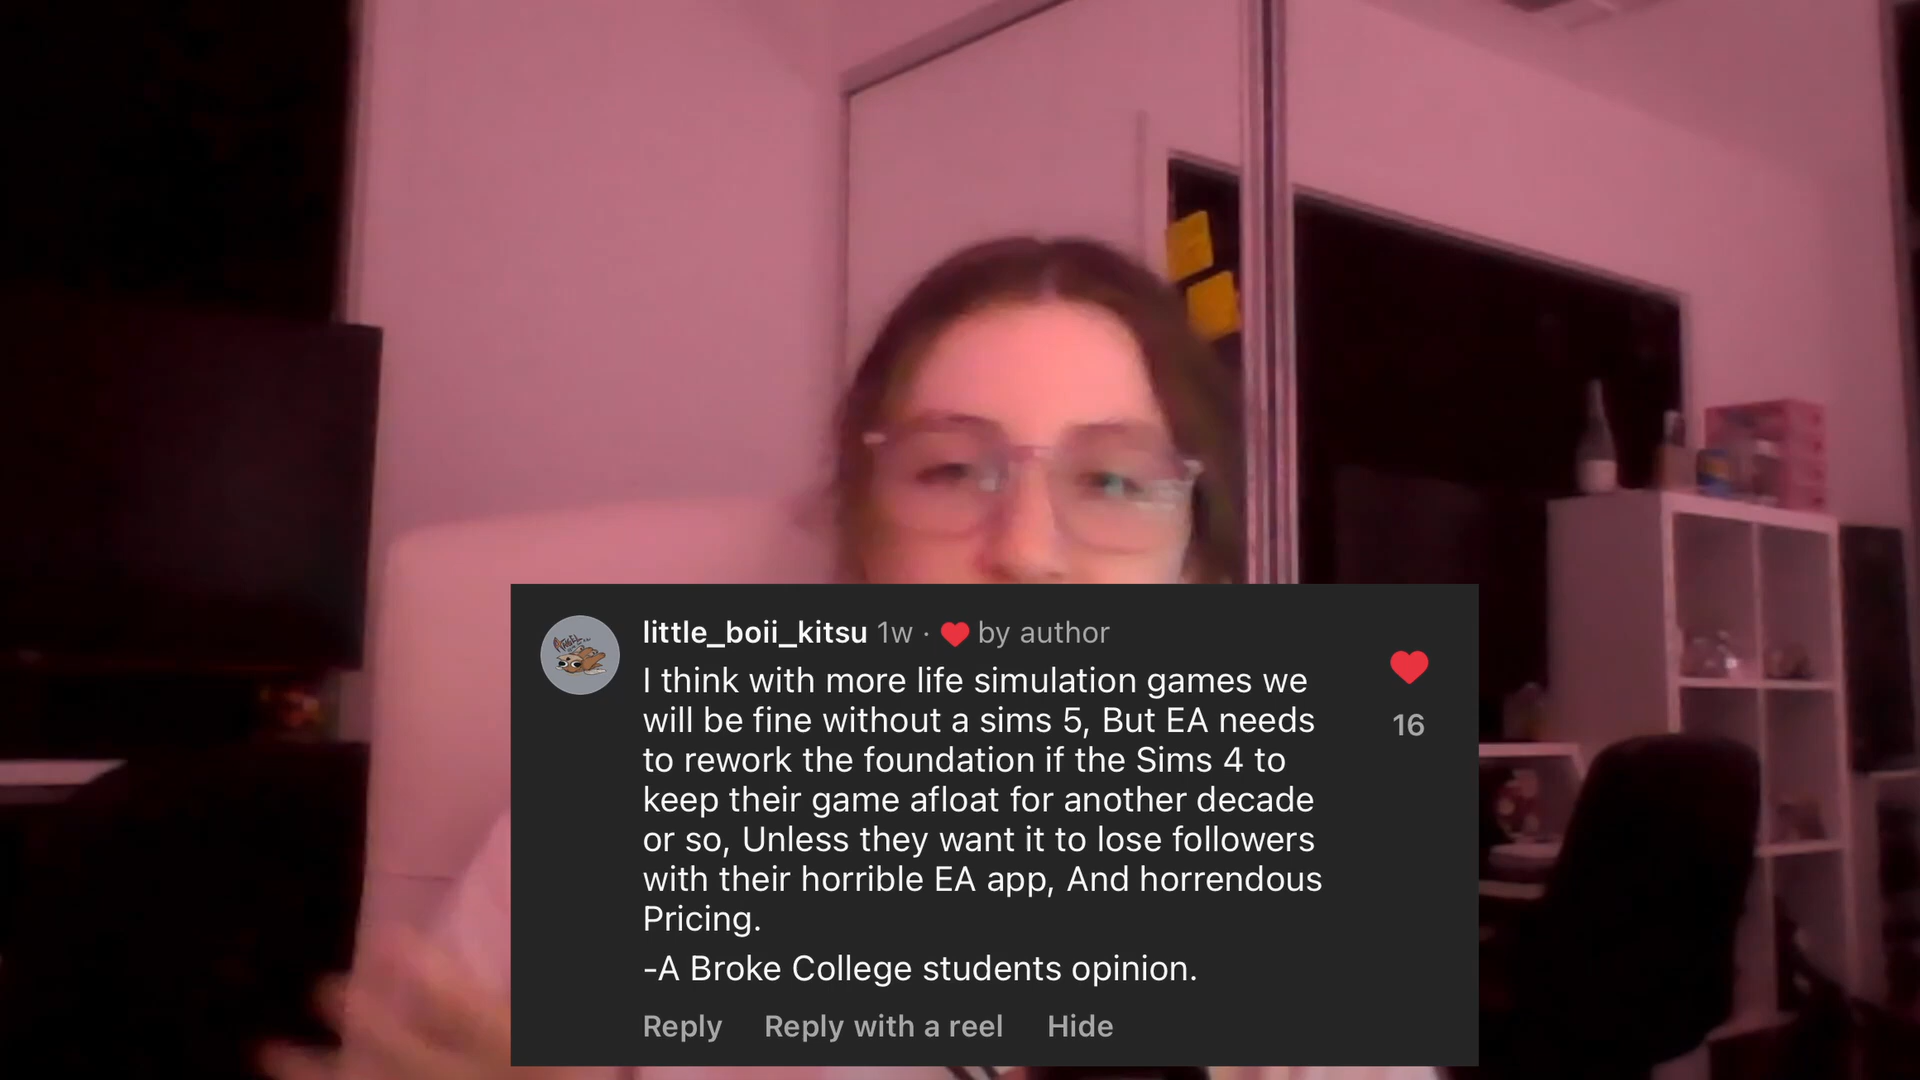 little_boii_kitsu 1w · ❤️ by author
I think with more life simulation games we
will be fine without a sims 5, But EA needs
to rework the foundation if the Sims 4 to
keep their game afloat for another decade
or so, Unless they want it to lose followers
with their horrible EA app, And horrendous
Pricing.
-A Broke College students opinion.
16
Reply Reply with a reel Hide